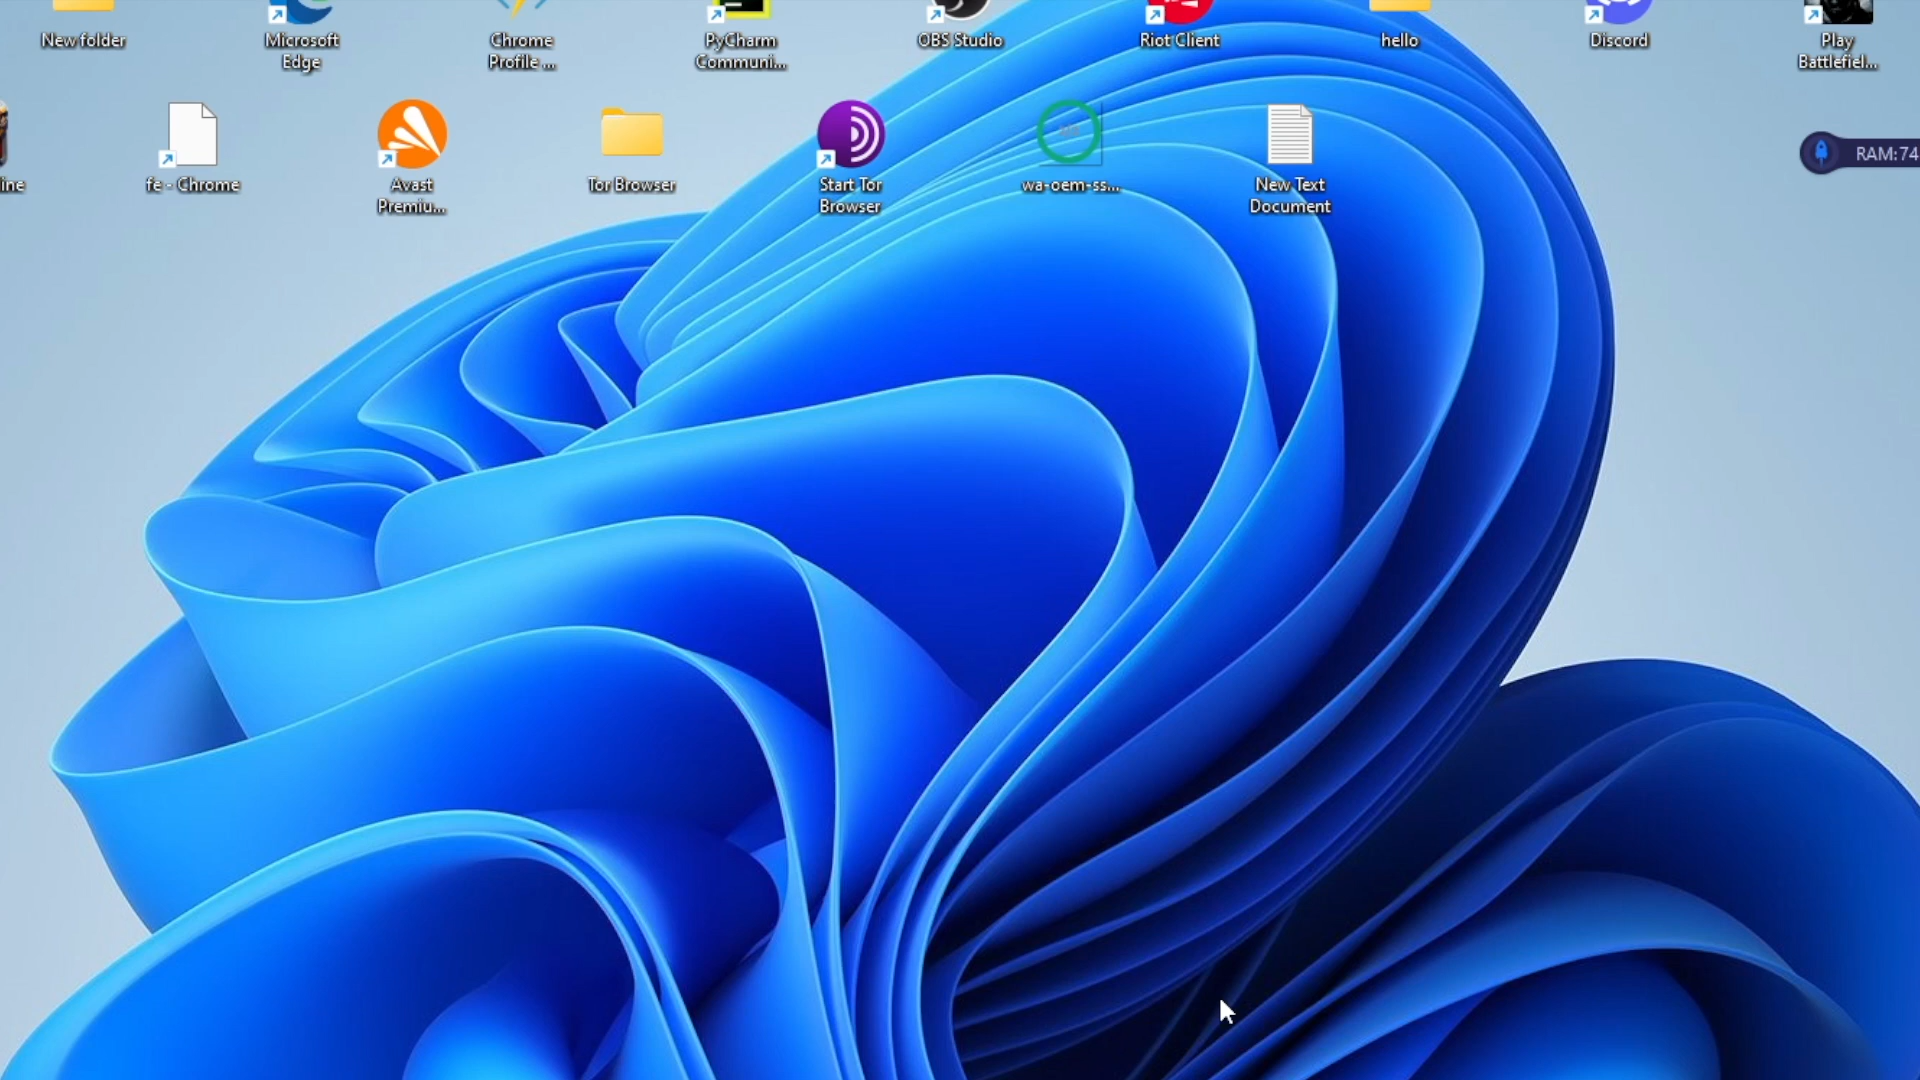 New folder
Microsoft
Edge
Chrome
Profile ...
PyCharm
Communi...
OBS Studio
Riot Client
hello
Discord
Play
Battlefiel...
ine
fe - Chrome
Avast
Premiu...
Tor Browser
Start Tor
Browser
wa-oem-ss...
New Text
Document
RAM:74